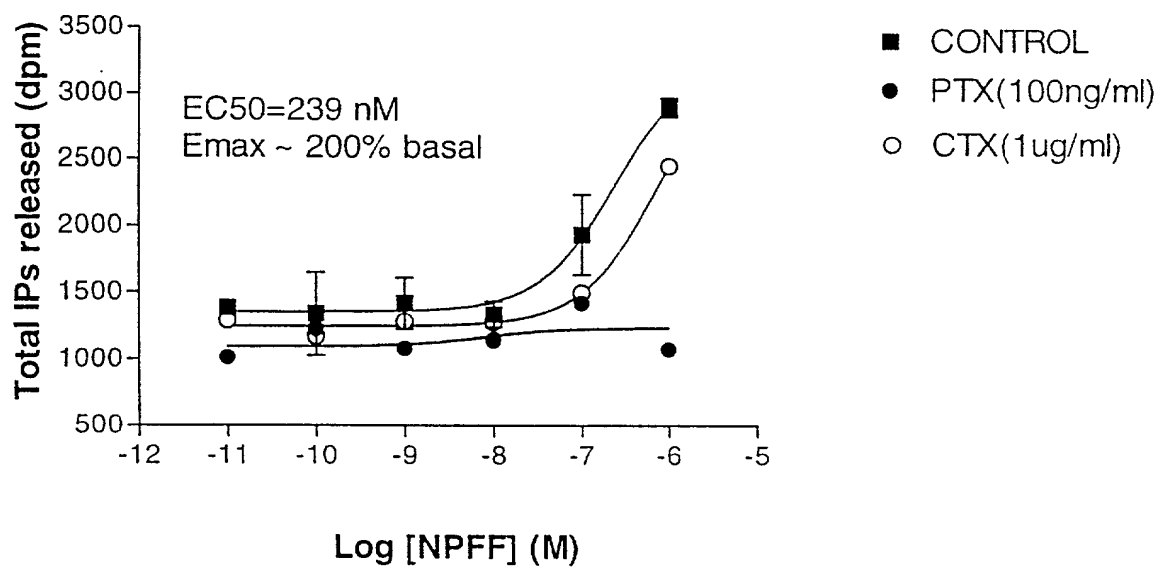 3500
3000
2500
2000
1500
1000
500
Total IPs released (dpm)
EC50=239 nM
Emax ~ 200% basal
CONTROL
PTX(100ng/ml)
CTX(1ug/ml)
-12 -11 -10 -9 -8 -7 -6 -5
Log [NPFF] (M)